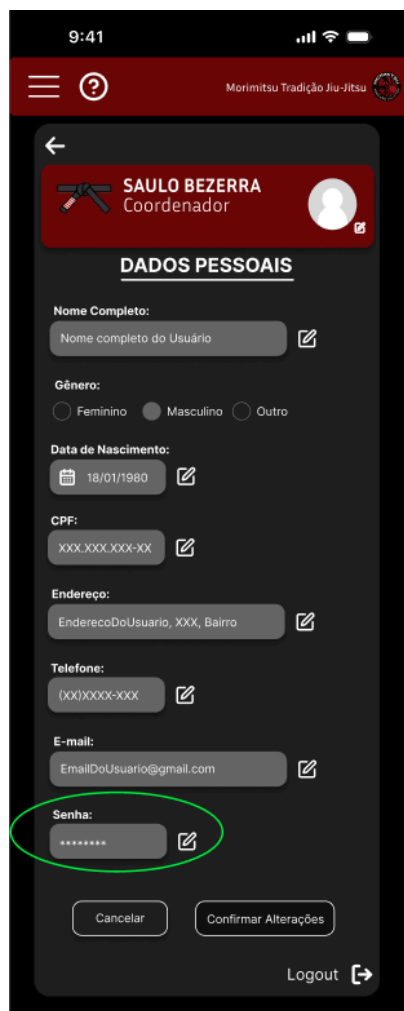 9:41
Morimitsu Tradição Jiu-Jitsu
SAULO BEZERRA
Coordenador
DADOS PESSOAIS
Nome Completo:
Nome completo do Usuário
Gênero:
Feminino Masculino Outro
Data de Nascimento:
18/01/1980
CPF:
XXX.XXX.XXX-XX
Endereço:
EnderecoDoUsuario, XXX, Bairro
Telefone:
(XX)XXXX-XXX
E-mail:
EmailDoUsuario@gmail.com
Senha:
********
Cancelar Confirmar Alterações
Logout